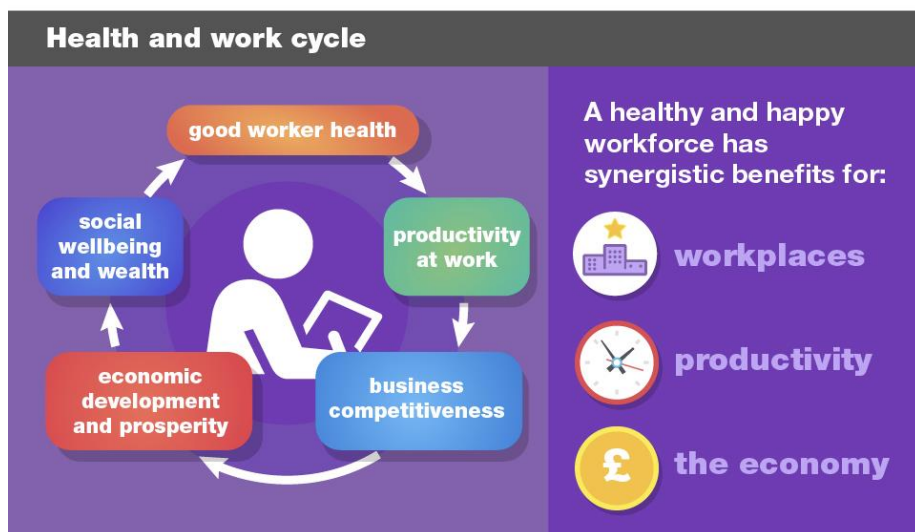 Health and work cycle
good worker health
productivity
at work
business
competitiveness
economic
development
and prosperity
social
wellbeing
and wealth
A healthy and happy
workforce has
synergistic benefits for:
workplaces
productivity
£
the economy